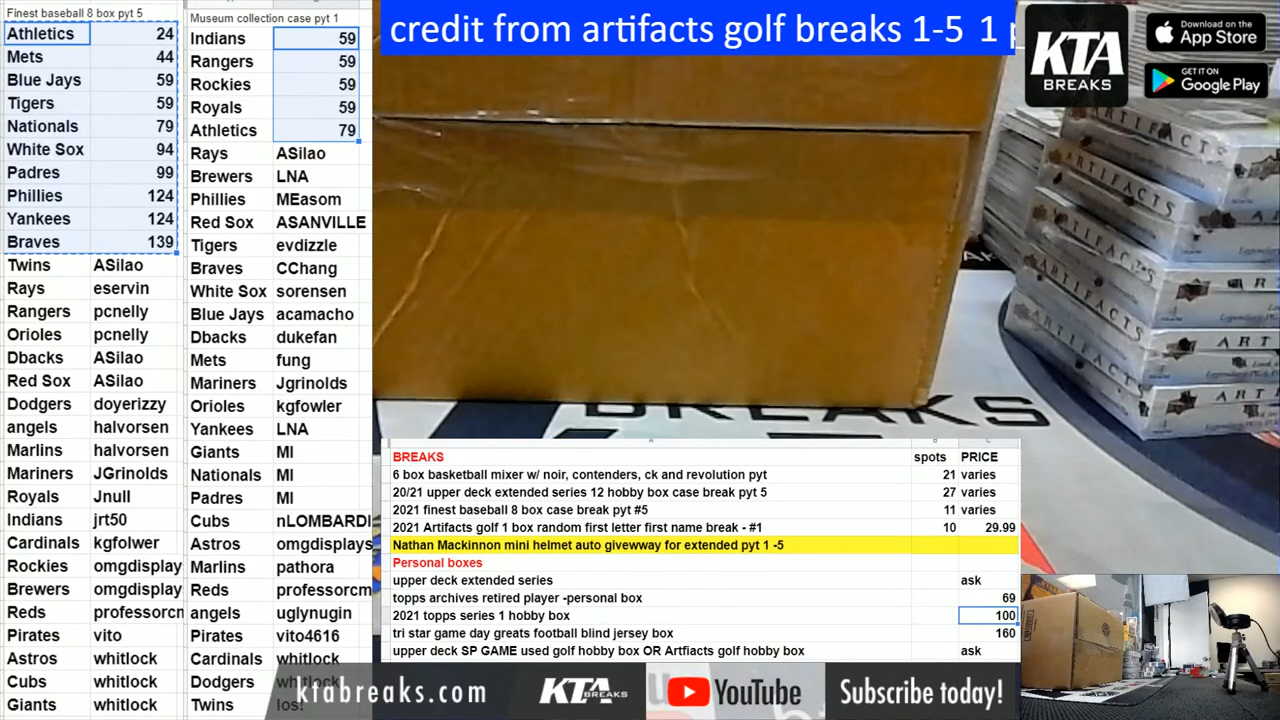 Finest baseball 8 box pyt 5
Athletics 24
Mets 44
Blue Jays 59
Tigers 59
Nationals 79
White Sox 94
Padres 99
Phillies 124
Yankees 124
Braves 139
Twins ASilao
Rays eservin
Rangers pcnelly
Orioles pcnelly
Dbacks ASilao
Red Sox ASilao
Dodgers doyerizzy
angels halvorsen
Marlins halvorsen
Mariners JGrinolds
Royals Jnull
Indians jrt50
Cardinals kgfolwer
Rockies omgdisplay
Brewers omgdisplay
Reds professorcn
Pirates vito
Astros whitlock
Cubs whitlock
Giants whitlock
Museum collection case pyt 1
Indians 59
Rangers 59
Rockies 59
Royals 59
Athletics 79
Rays ASilao
Brewers LNA
Phillies MEasom
Red Sox ASANVILLE
Tigers evdizzle
Braves CChang
White Sox sorensen
Blue Jays acamacho
Dbacks dukefan
Mets fung
Mariners Jgrinolds
Orioles kgfowler
Yankees LNA
Giants MI
Nationals MI
Padres MI
Cubs nLOMBARDI
Astros omgdisplays
Marlins pathora
Reds professorcm
angels uglynugin
Pirates vito4616
Cardinals whitlock
Dodgers whitlock
Twins los!
credit from artifacts golf breaks 1-5 1
KTA
BREAKS
Download on the
App Store
GET IT ON
Google Play
ARTIFACTS
ARTIFACTS
ARTIFACTS
ARTIFACTS
BREAKS
BREAKS spots PRICE
6 box basketball mixer w/ noir, contenders, ck and revolution pyt 21 varies
20/21 upper deck extended series 12 hobby box case break pyt 5 27 varies
2021 finest baseball 8 box case break pyt #5 11 varies
2021 Artifacts golf 1 box random first letter first name break - #1 10 29.99
Nathan Mackinnon mini helmet auto givewway for extended pyt 1 -5
Personal boxes
upper deck extended series ask
topps archives retired player -personal box 69
2021 topps series 1 hobby box 100
tri star game day greats football blind jersey box 160
upper deck SP GAME used golf hobby box OR Artfiacts golf hobby box ask
ktabreaks.com
KTA
BREAKS
YouTube
Subscribe today!